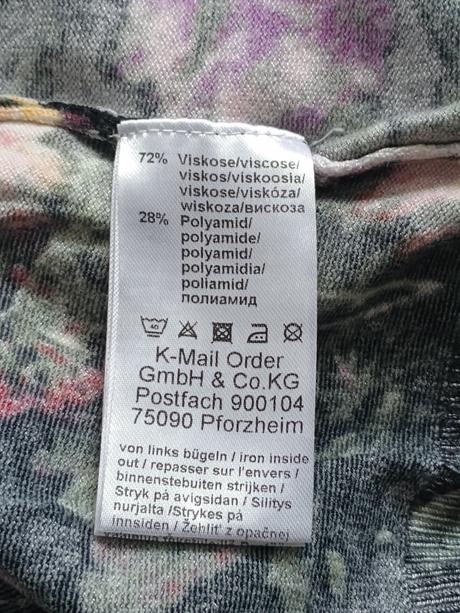 72% Viskose/viscose/
viskos/viskoosia/
viskose/viskóza/
wiskoza/вискоза
28% Polyamid/
polyamide/
polyamid/
polyamidia/
poliamid/
полиамид
40
K-Mail Order
GmbH & Co.KG
Postfach 900104
75090 Pforzheim
von links bügeln / iron inside
out / repasser sur l'envers /
binnenstebuiten strijken /
Stryk på avigsidan / Silitys
nurjalta /Strykes på
innsiden / Žehliť z opačnej